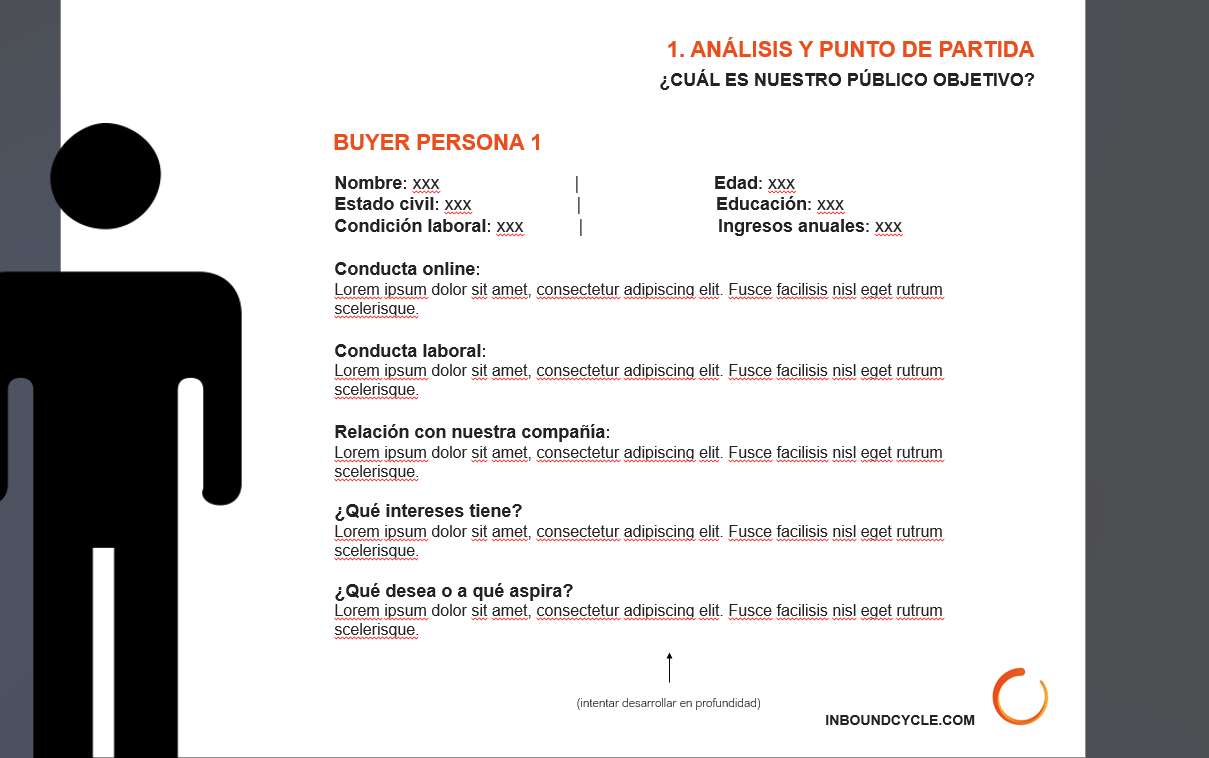 1. ANÁLISIS Y PUNTO DE PARTIDA
¿CUÁL ES NUESTRO PÚBLICO OBJETIVO?
BUYER PERSONA 1
Nombre: xxx | Edad: xxx
Estado civil: xxx | Educación: xxx
Condición laboral: xxx | Ingresos anuales: xxx
Conducta online:
Lorem ipsum dolor sit amet, consectetur adipiscing elit. Fusce facilisis nisl eget rutrum
scelerisque.
Conducta laboral:
Lorem ipsum dolor sit amet, consectetur adipiscing elit. Fusce facilisis nisl eget rutrum
scelerisque.
Relación con nuestra compañía:
Lorem ipsum dolor sit amet, consectetur adipiscing elit. Fusce facilisis nisl eget rutrum
scelerisque.
¿Qué intereses tiene?
Lorem ipsum dolor sit amet, consectetur adipiscing elit. Fusce facilisis nisl eget rutrum
scelerisque.
¿Qué desea o a qué aspira?
Lorem ipsum dolor sit amet, consectetur adipiscing elit. Fusce facilisis nisl eget rutrum
scelerisque.
(intentar desarrollar en profundidad)
INBOUNDCYCLE.COM